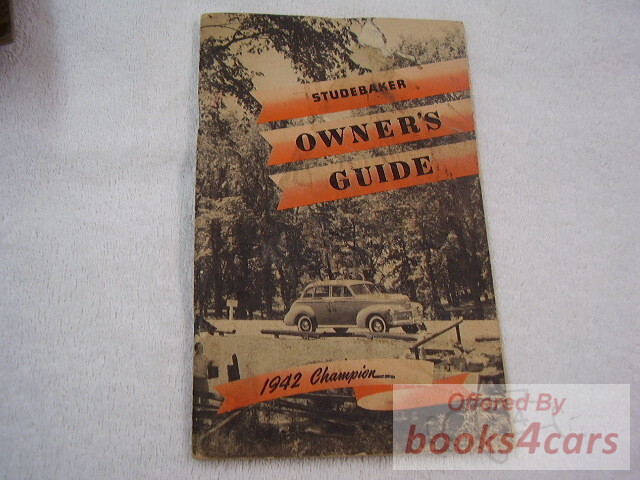 STUDEBAKER
OWNER'S
GUIDE
1942 Champion
Offered By
books4cars